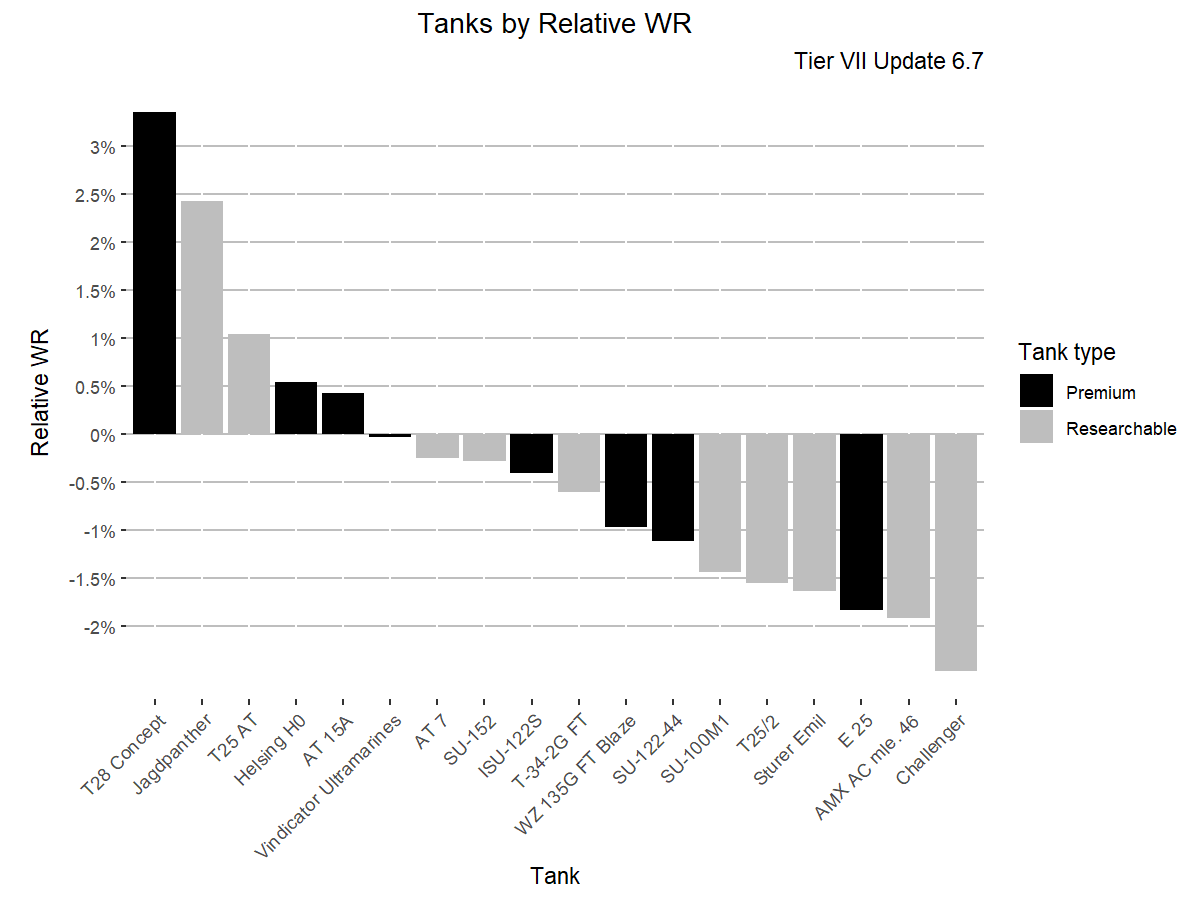 Tanks by Relative WR
Tier VII Update 6.7
Relative WR
3%
2.5%
2%
1.5%
1%
0.5%
0%
-0.5%
-1%
-1.5%
-2%
T28 Concept
Jagdpanther
T25 AT
Helsing H0
AT 15A
Vindicator Ultramarines
AT 7
SU-152
ISU-122S
T-34-2G FT
WZ 135G FT Blaze
SU-122-44
SU-100M1
T25/2
Sturer Emil
E 25
AMX AC mle. 46
Challenger
Tank
Tank type
Premium
Researchable